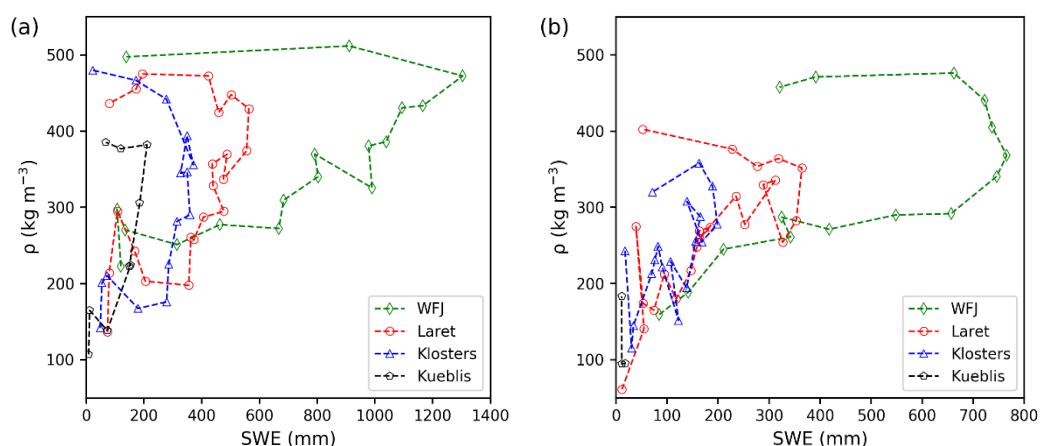 (a)
ρ (kg m⁻³)
500
400
300
200
100
0 200 400 600 800 1000 1200 1400
SWE (mm)
WFJ
Laret
Klosters
Kueblis
(b)
ρ (kg m⁻³)
500
400
300
200
100
0 100 200 300 400 500 600 700 800
SWE (mm)
WFJ
Laret
Klosters
Kueblis